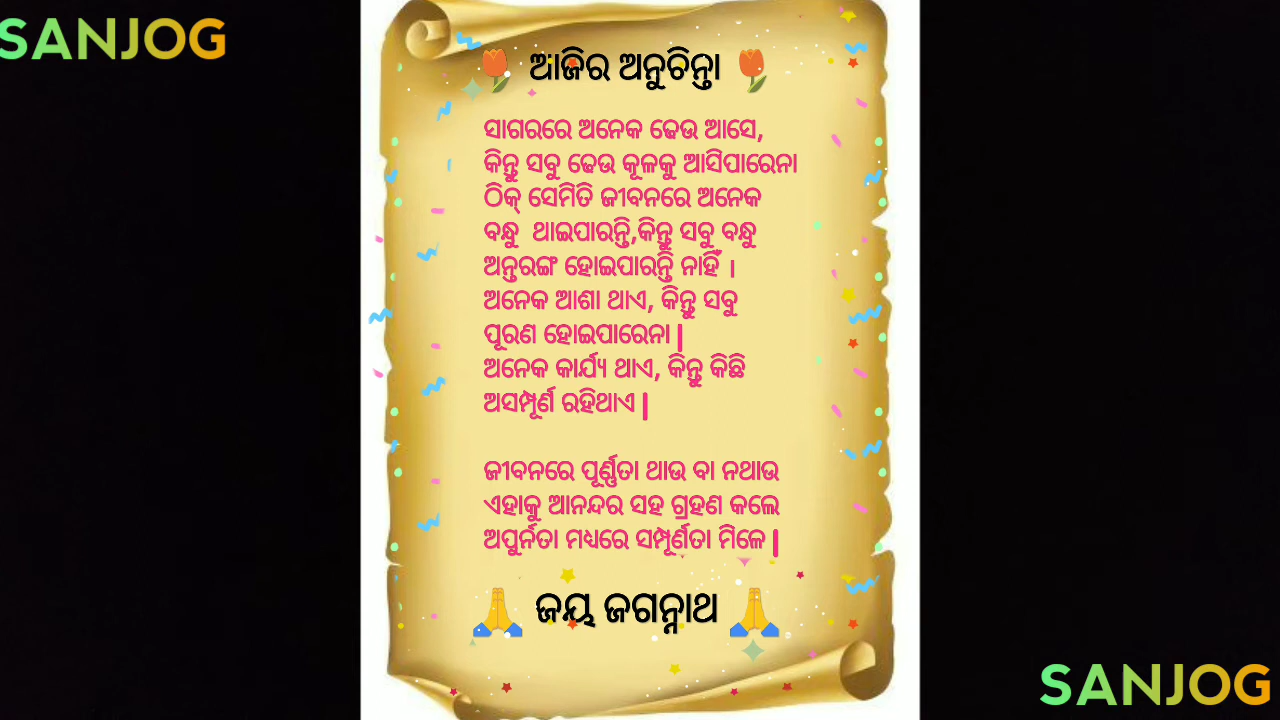 SANJOG
🌷 ଆଜିର ଅନୁଚିନ୍ତା 🌷
ସାଗରରେ ଅନେକ ଢେଉ ଆସେ,
କିନ୍ତୁ ସବୁ ଢେଉ କୂଳକୁ ଆସିପାରେନା
ଠିକ୍ ସେମିତି ଜୀବନରେ ଅନେକ
ବନ୍ଧୁ  ଥାଇପାରନ୍ତି,କିନ୍ତୁ ସବୁ ବନ୍ଧୁ
ଅନ୍ତରଙ୍ଗ ହୋଇପାରନ୍ତି ନାହିଁ ।
ଅନେକ ଆଶା ଥାଏ, କିନ୍ତୁ ସବୁ
ପୂରଣ ହୋଇପାରେନା |
ଅନେକ କାର୍ଯ୍ୟ ଥାଏ, କିନ୍ତୁ କିଛି
ଅସମ୍ପୂର୍ଣ ରହିଥାଏ |
ଜୀବନରେ ପୂର୍ଣ୍ଣତା ଥାଉ ବା ନଥାଉ
ଏହାକୁ ଆନନ୍ଦର ସହ ଗ୍ରହଣ କଲେ
ଅପୁର୍ନତା ମଧ୍ୟରେ ସମ୍ପୂର୍ଣତା ମିଳେ |
🙏 ଜୟ ଜଗନ୍ନାଥ 🙏
SANJOG